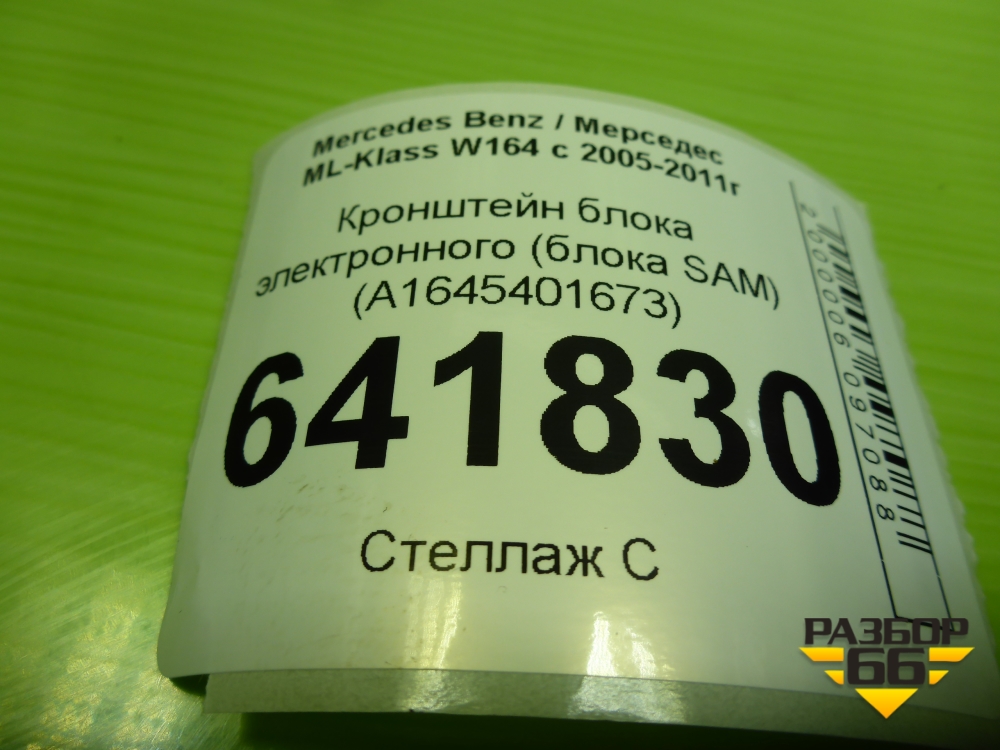 Mercedes Benz / Мерседес
ML-Klass W164 с 2005-2011г
Кронштейн блока
электронного (блока SAM)
(A1645401673)
641830
Стеллаж С
2000006097088
РАЗБОР
66